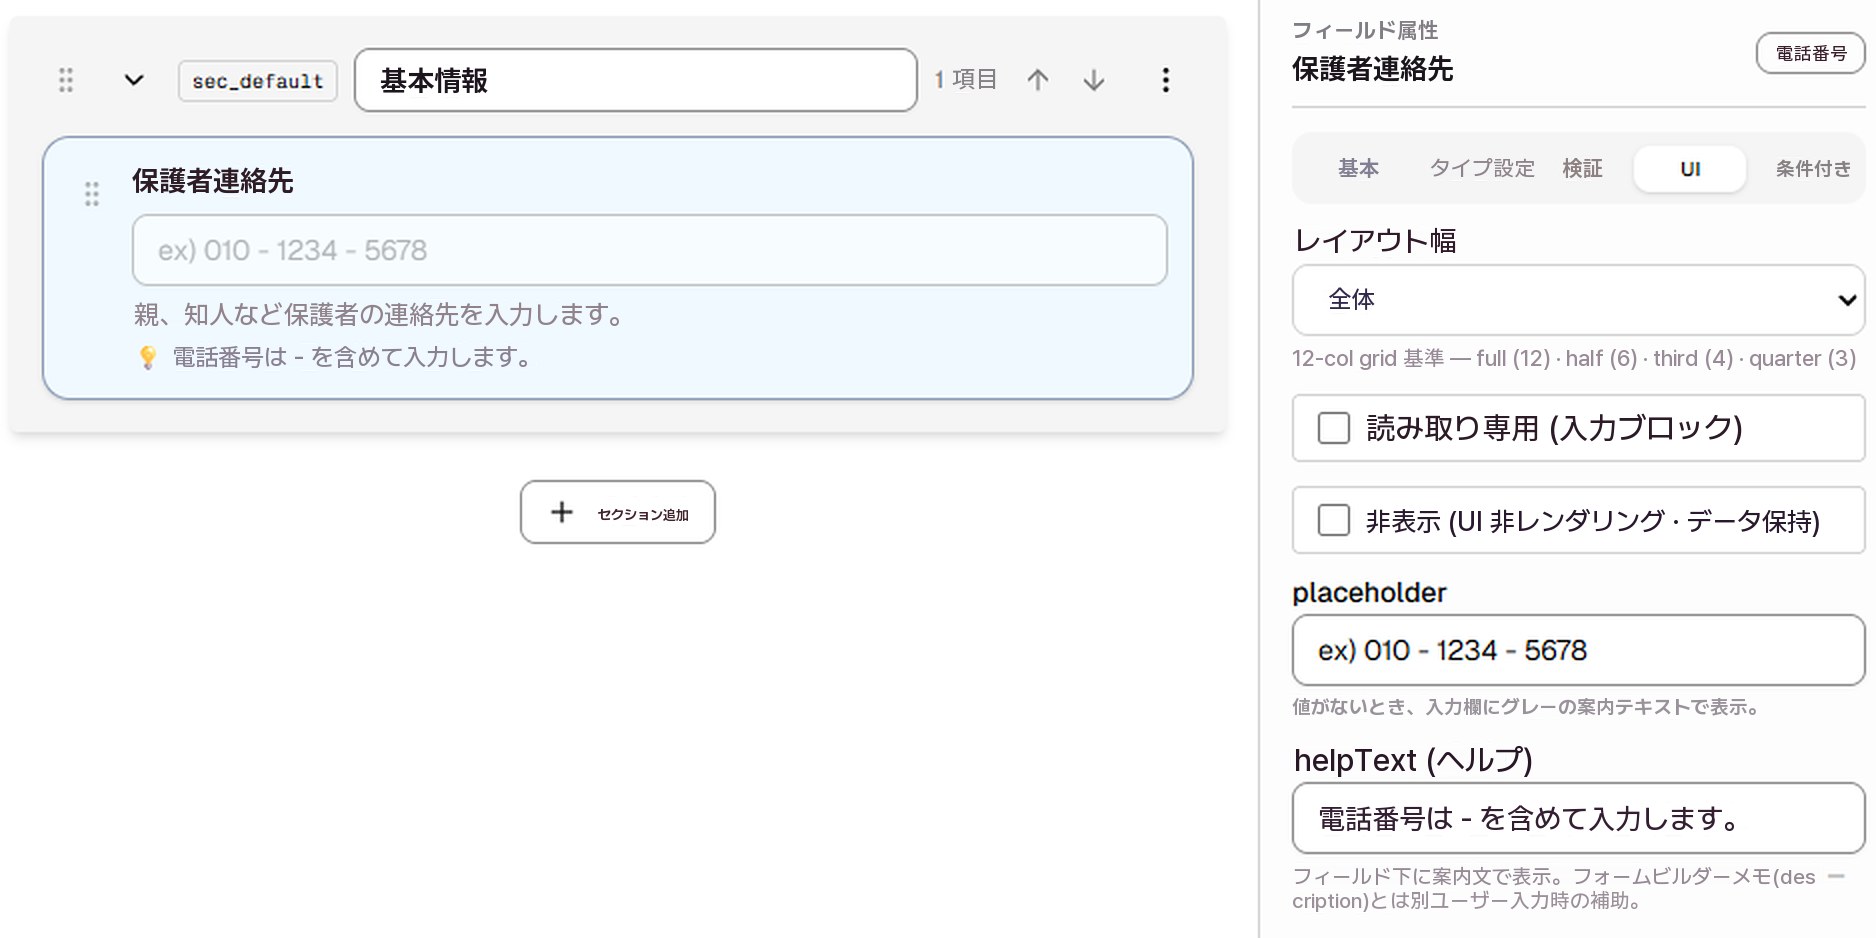 sec_default
基本情報
1 項目
保護者連絡先
ex) 010 - 1234 - 5678
親、知人など保護者の連絡先を入力します。
電話番号は - を含めて入力します。
セクション追加
フィールド属性
保護者連絡先
電話番号
基本 タイプ設定 検証 UI 条件付き
レイアウト幅
全体
12-col grid 基準 — full (12) · half (6) · third (4) · quarter (3)
読み取り専用 (入力ブロック)
非表示 (UI 非レンダリング · データ保持)
placeholder
ex) 010 - 1234 - 5678
値がないとき、入力欄にグレーの案内テキストで表示。
helpText (ヘルプ)
電話番号は - を含めて入力します。
フィールド下に案内文で表示。フォームビルダーメモ(des —
cription)とは別ユーザー入力時の補助。